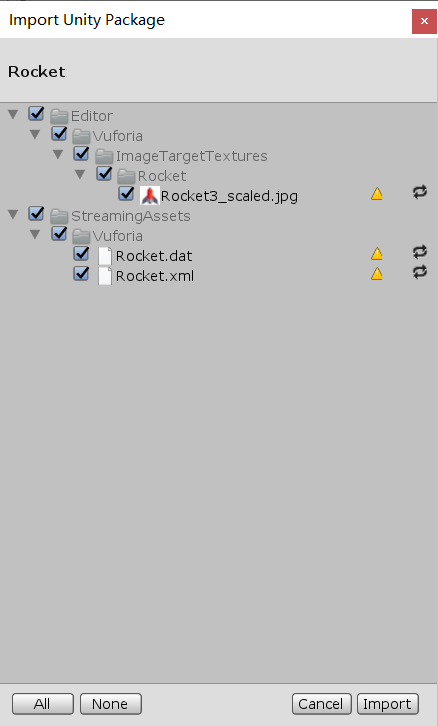 Import Unity Package
Rocket
Editor
Vuforia
ImageTargetTextures
Rocket
Rocket3_scaled.jpg
StreamingAssets
Vuforia
Rocket.dat
Rocket.xml
All None Cancel Import